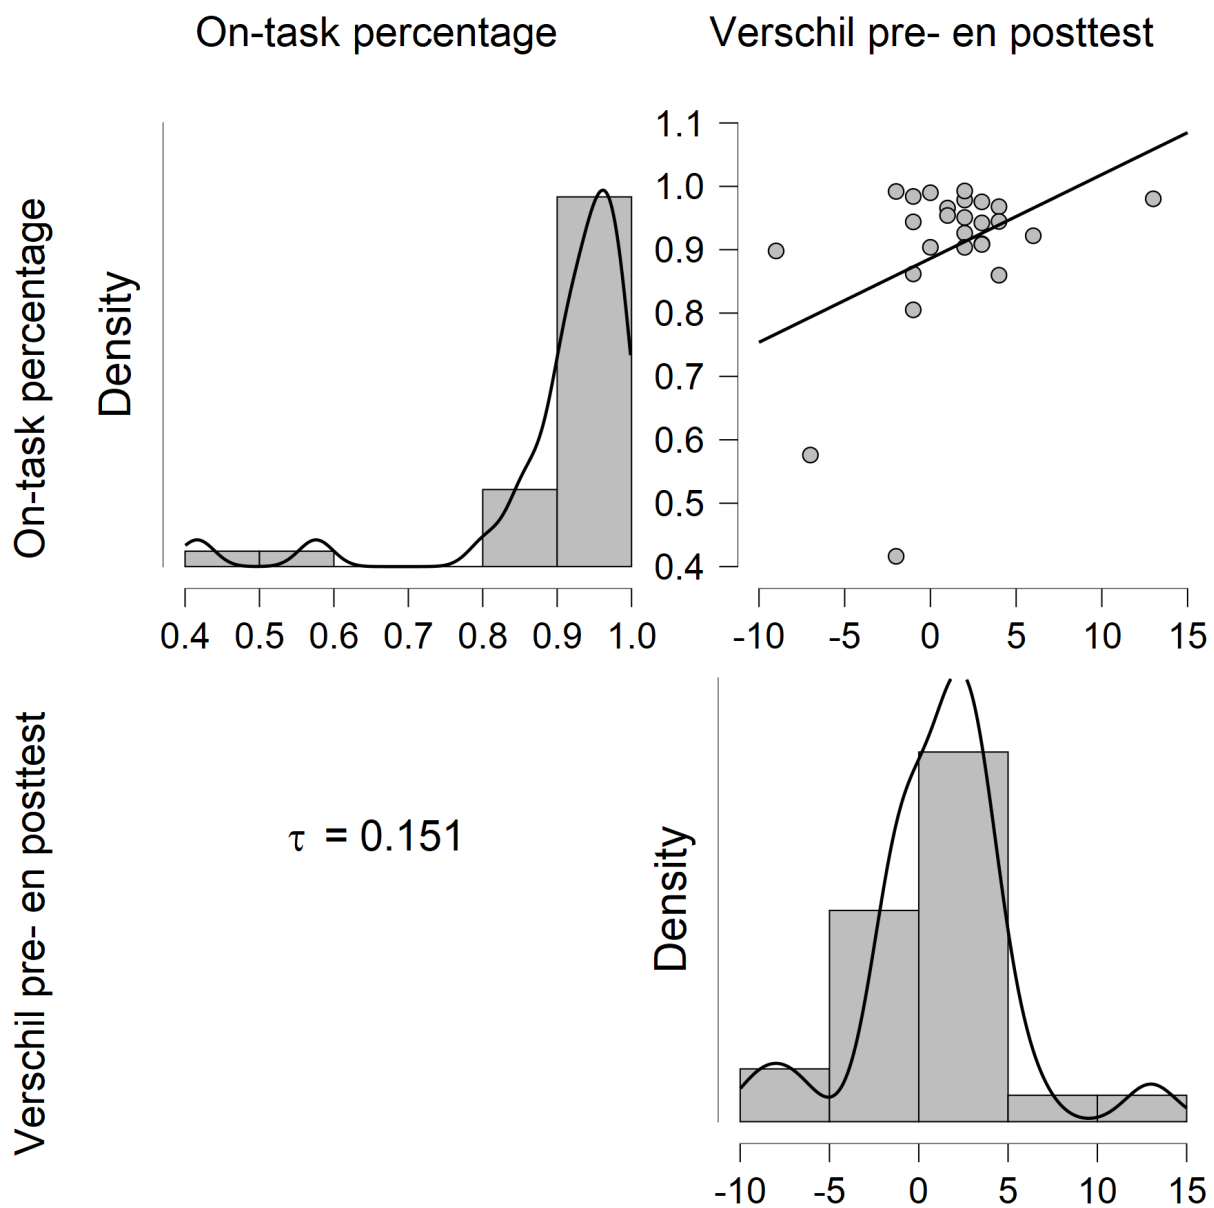 On-task percentage
Verschil pre- en posttest
On-task percentage
Density
1.1
1.0
0.9
0.8
0.7
0.6
0.5
0.4
0.4 0.5 0.6 0.7 0.8 0.9 1.0
-10 -5 0 5 10 15
Verschil pre- en posttest
τ = 0.151
Density
-10 -5 0 5 10 15